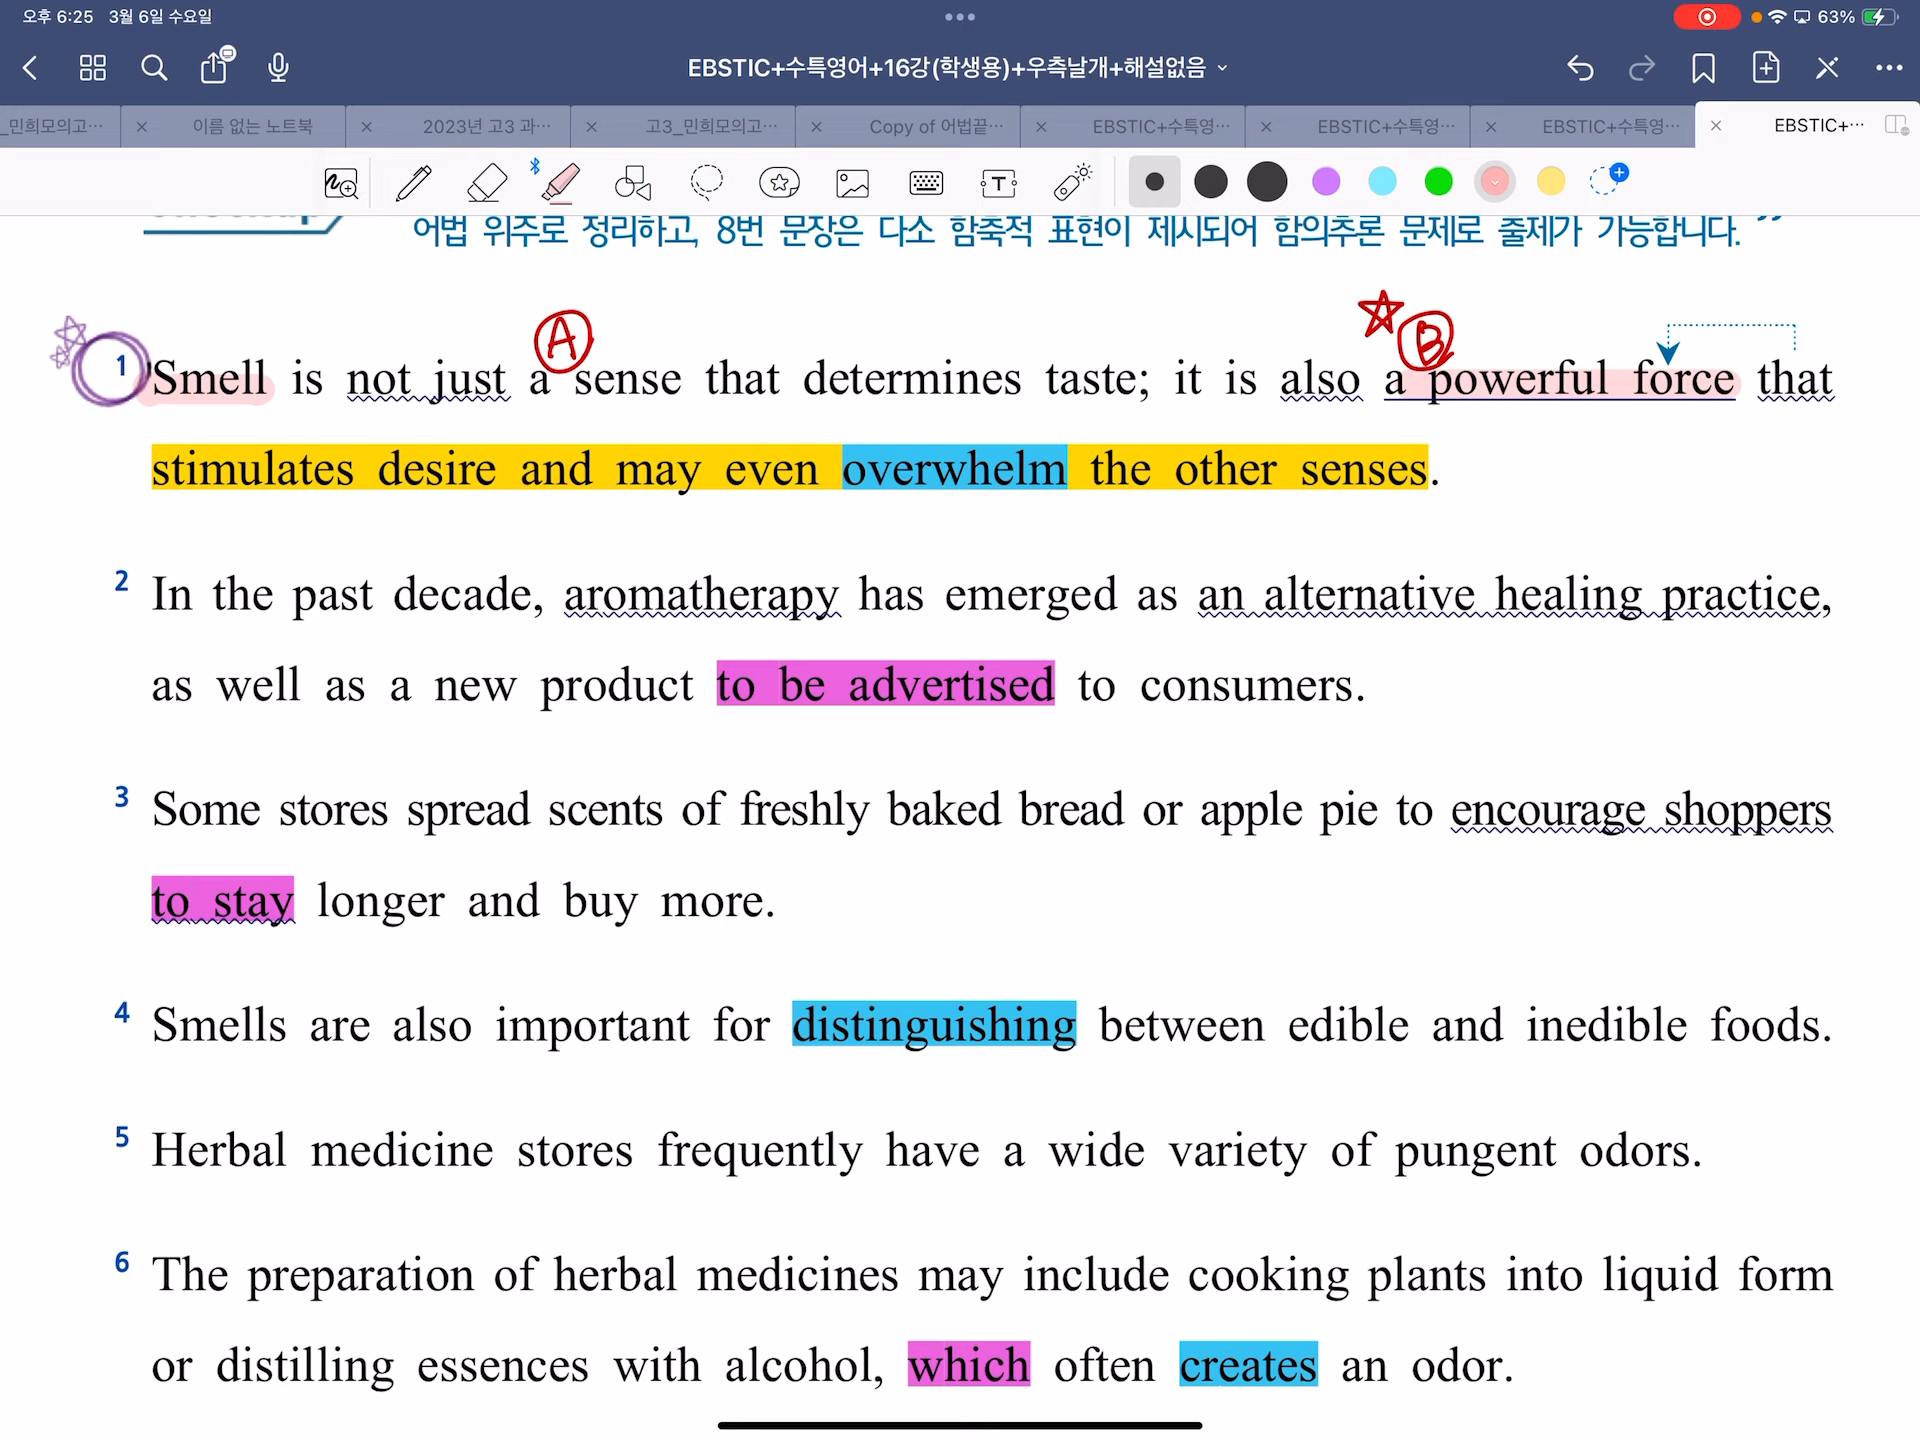 오후 6:25 3월 6일 수요일
63%
EBSTIC+수특영어+16강(학생용)+우측날개+해설없음
_민희모의고··· 이름 없는 노트북 2023년 고3 과··· 고3_민희모의고··· Copy of 어법끝··· EBSTIC+수특영··· EBSTIC+수특영··· EBSTIC+수특영··· EBSTIC+···
어법 위주로 정리하고, 8번 문장은 다소 함축적 표현이 제시되어 함의추론 문제로 출제가 가능합니다. ”
A B
1 Smell is not just a sense that determines taste; it is also a powerful force that
stimulates desire and may even overwhelm the other senses.
2 In the past decade, aromatherapy has emerged as an alternative healing practice,
as well as a new product to be advertised to consumers.
3 Some stores spread scents of freshly baked bread or apple pie to encourage shoppers
to stay longer and buy more.
4 Smells are also important for distinguishing between edible and inedible foods.
5 Herbal medicine stores frequently have a wide variety of pungent odors.
6 The preparation of herbal medicines may include cooking plants into liquid form
or distilling essences with alcohol, which often creates an odor.